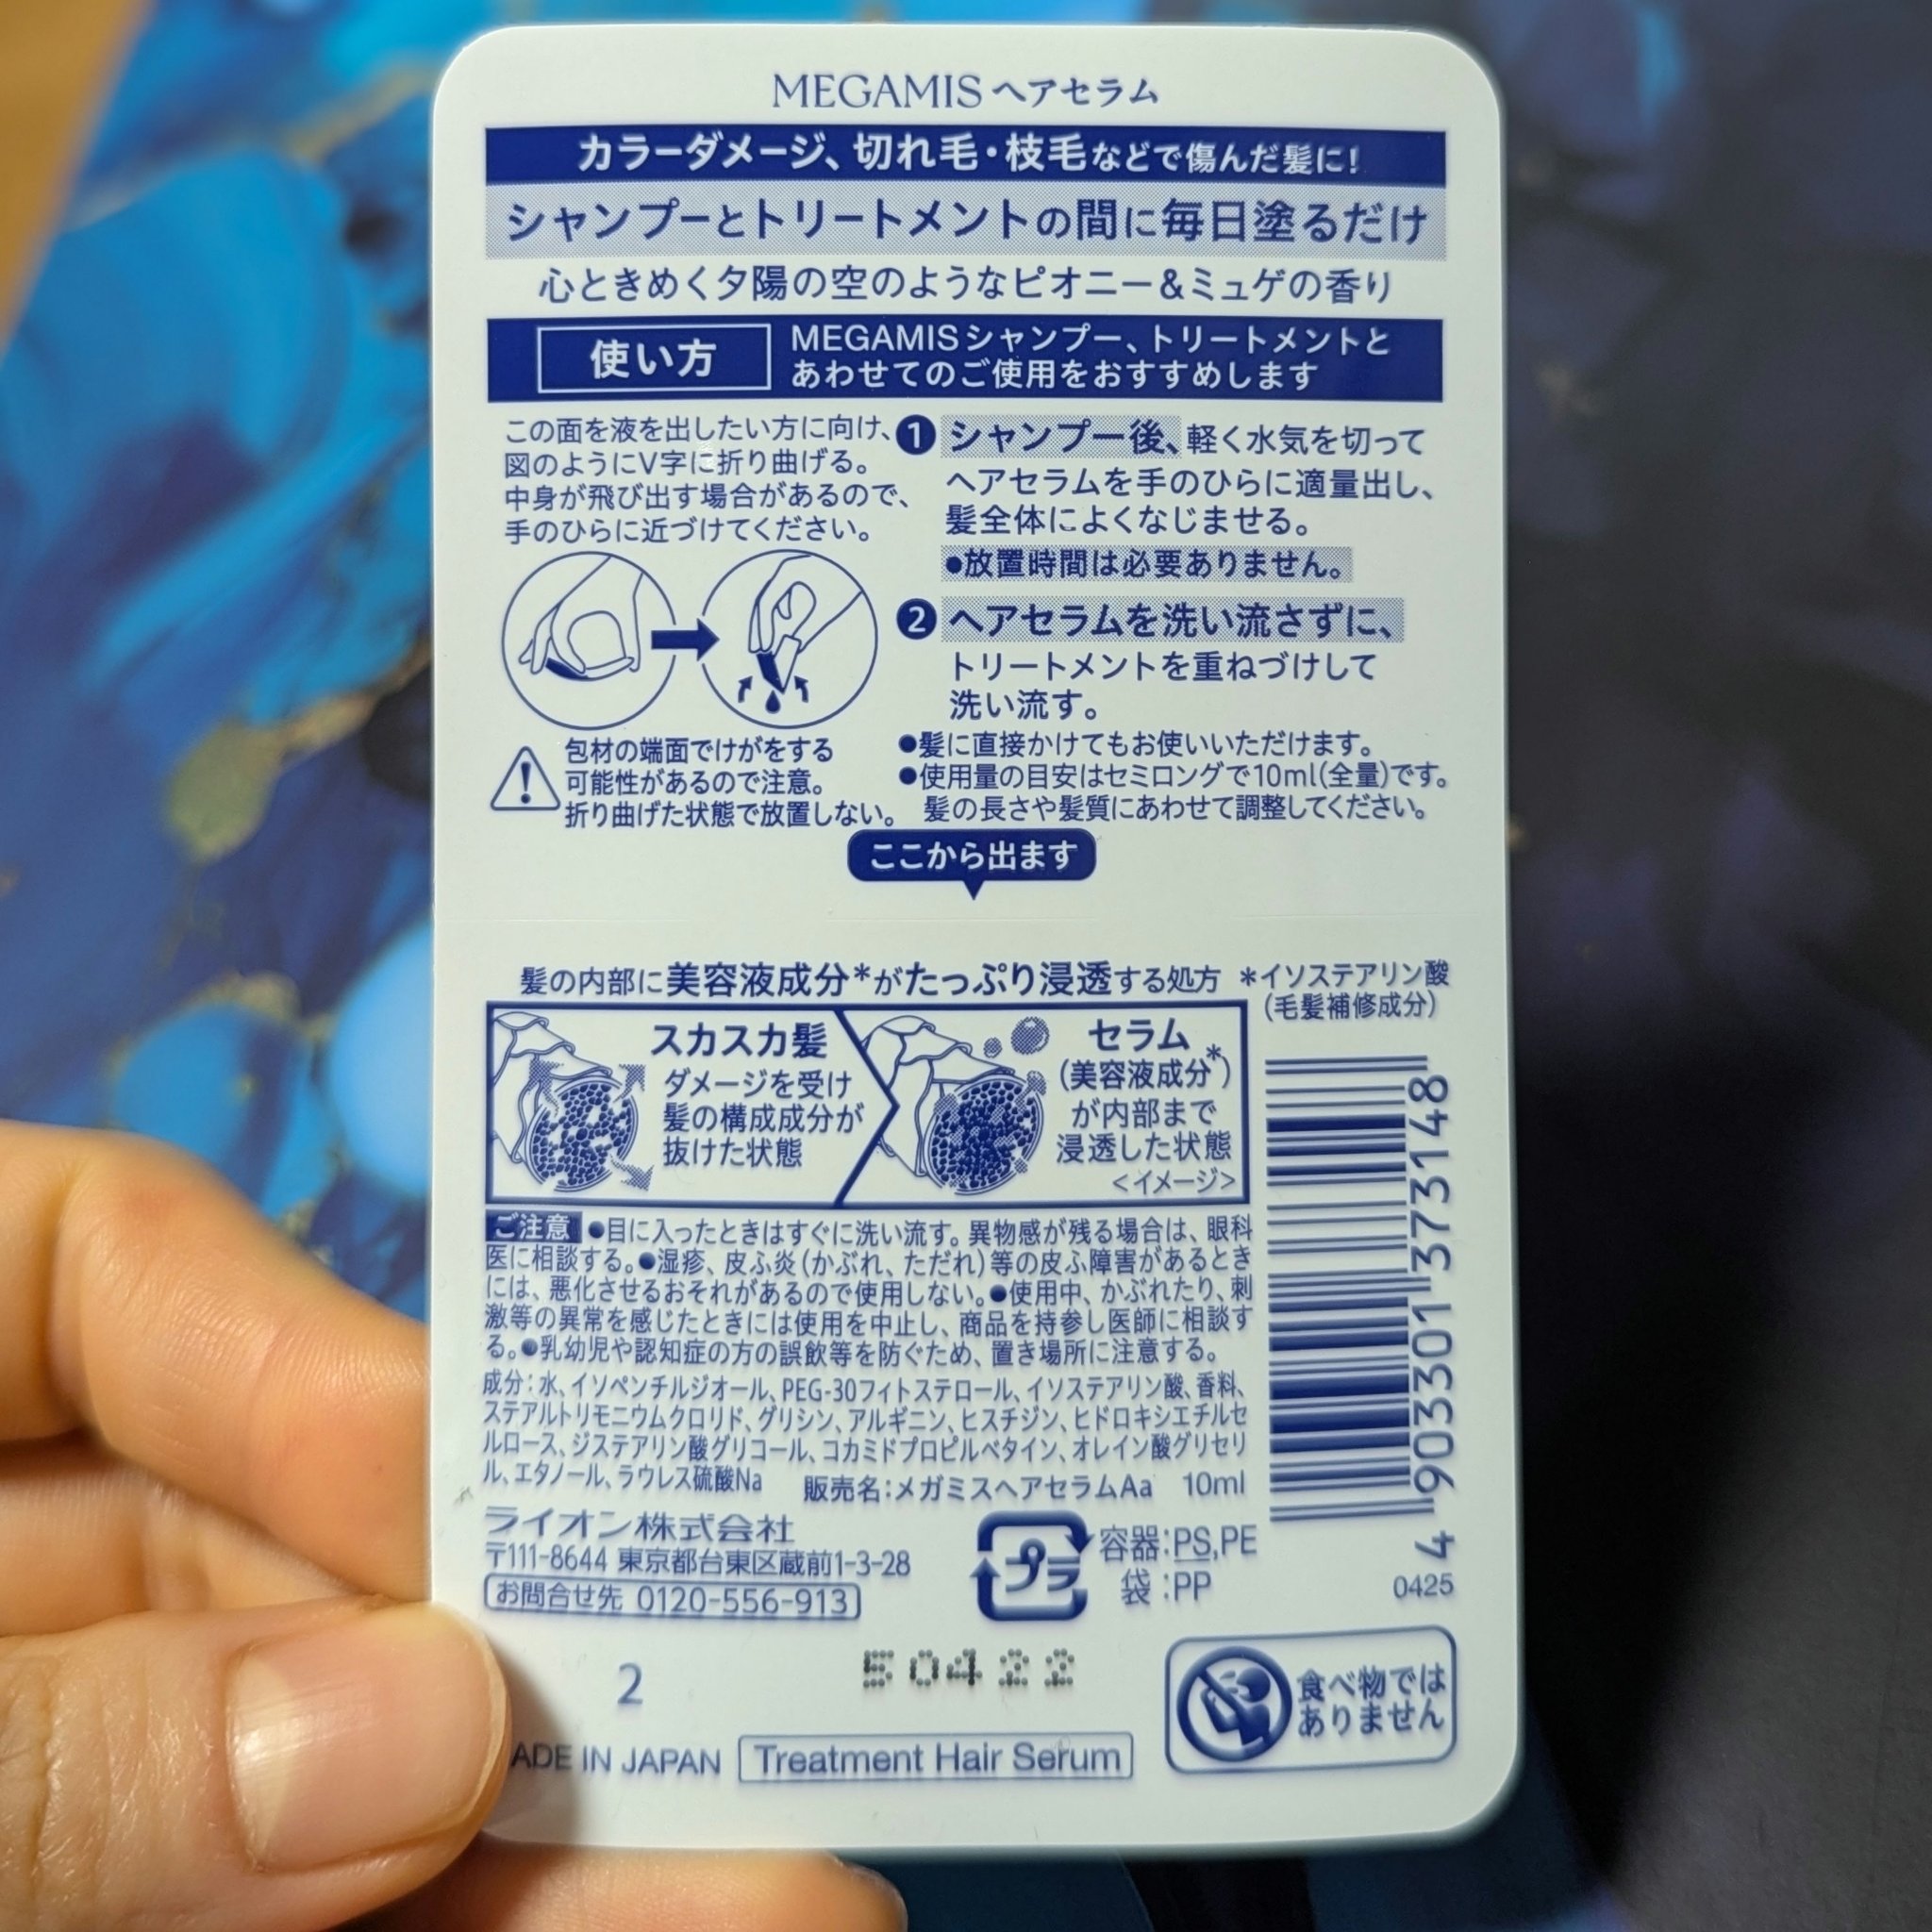 MEGAMIS ヘアセラム
カラーダメージ、切れ毛・枝毛などで傷んだ髪に!
シャンプーとトリートメントの間に毎日塗るだけ
心ときめく夕陽の空のようなピオニー&ミュゲの香り
使い方
MEGAMISシャンプー、トリートメントと
あわせてのご使用をおすすめします
この面を液を出したい方に向け、
図のようにV字に折り曲げる。
中身が飛び出す場合があるので、
手のひらに近づけてください。
包材の端面でけがをする
可能性があるので注意。
折り曲げた状態で放置しない。
❶ シャンプー後、軽く水気を切って
ヘアセラムを手のひらに適量出し、
髪全体によくなじませる。
●放置時間は必要ありません。
❷ ヘアセラムを洗い流さずに、
トリートメントを重ねづけして
洗い流す。
●髪に直接かけてもお使いいただけます。
●使用量の目安はセミロングで10ml(全量)です。
髪の長さや髪質にあわせて調整してください。
ここから出ます
髪の内部に美容液成分*がたっぷり浸透する処方
*イソステアリン酸
(毛髪補修成分)
スカスカ髪
ダメージを受け
髪の構成成分が
抜けた状態
セラム
(美容液成分*)
が内部まで
浸透した状態
<イメージ>
ご注意 ●目に入ったときはすぐに洗い流す。異物感が残る場合は、眼科
医に相談する。●湿疹、皮ふ炎(かぶれ、ただれ)等の皮ふ障害があるとき
には、悪化させるおそれがあるので使用しない。●使用中、かぶれたり、刺
激等の異常を感じたときには使用を中止し、商品を持参し医師に相談す
る。●乳幼児や認知症の方の誤飲等を防ぐため、置き場所に注意する。
成分:水、イソペンチルジオール、PEG-30フィトステロール、イソステアリン酸、香料、
ステアルトリモニウムクロリド、グリシン、アルギニン、ヒスチジン、ヒドロキシエチルセ
ルロース、ジステアリン酸グリコール、コカミドプロピルベタイン、オレイン酸グリセリ
ル、エタノール、ラウレス硫酸Na 販売名:メガミスヘアセラムAa 10ml
4 903301 373148
ライオン株式会社
〒111-8644 東京都台東区蔵前1-3-28
お問合せ先 0120-556-913
プラ
容器:PS,PE
袋:PP
0425
2
50422
食べ物では
ありません
ADE IN JAPAN
Treatment Hair Serum